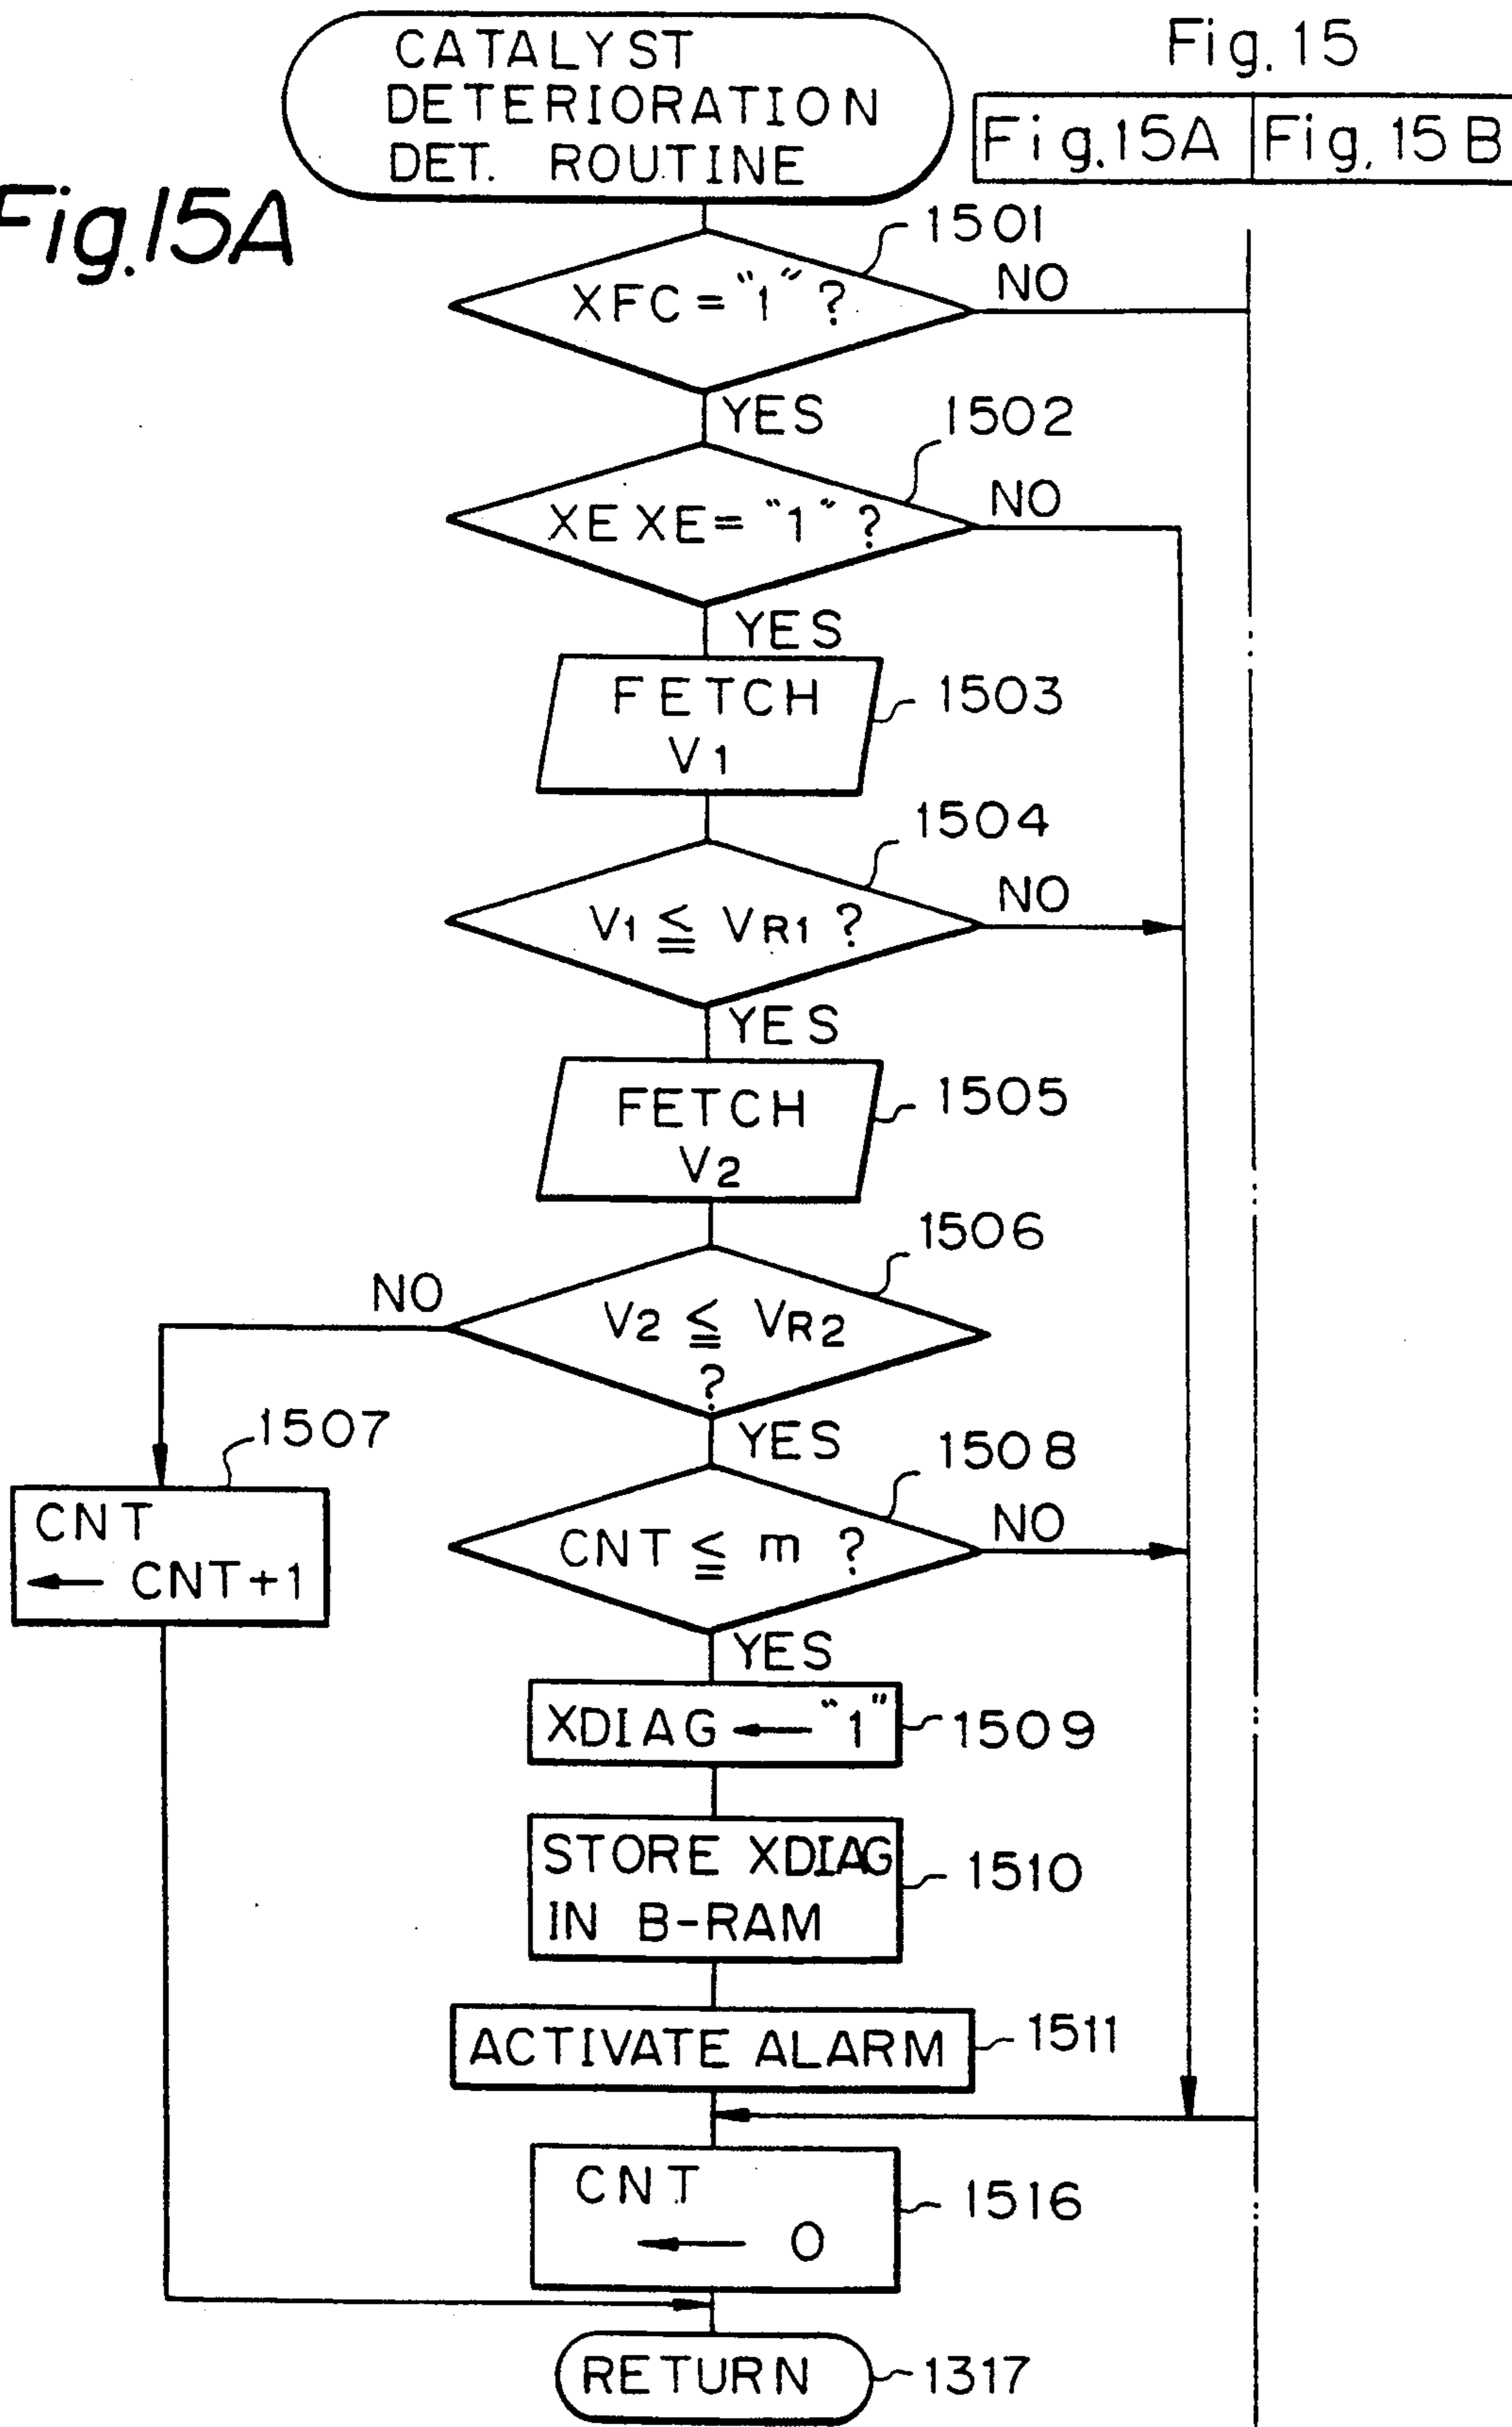 CATALYST
DETERIORATION
DET. ROUTINE
Fig. 15
Fig.15A
Fig. 15B
Fig.15A
1501
XFC = "1" ?
NO
YES
1502
XEXE = "1" ?
NO
YES
FETCH
V1
1503
1504
V1 ≦ VR1 ?
NO
YES
FETCH
V2
1505
1506
NO
V2 ≦ VR2
?
YES
1507
CNT
← CNT+1
1508
CNT ≦ m ?
NO
YES
XDIAG ← "1"
1509
STORE XDIAG
IN B-RAM
1510
ACTIVATE ALARM
1511
CNT
← 0
1516
RETURN
1317